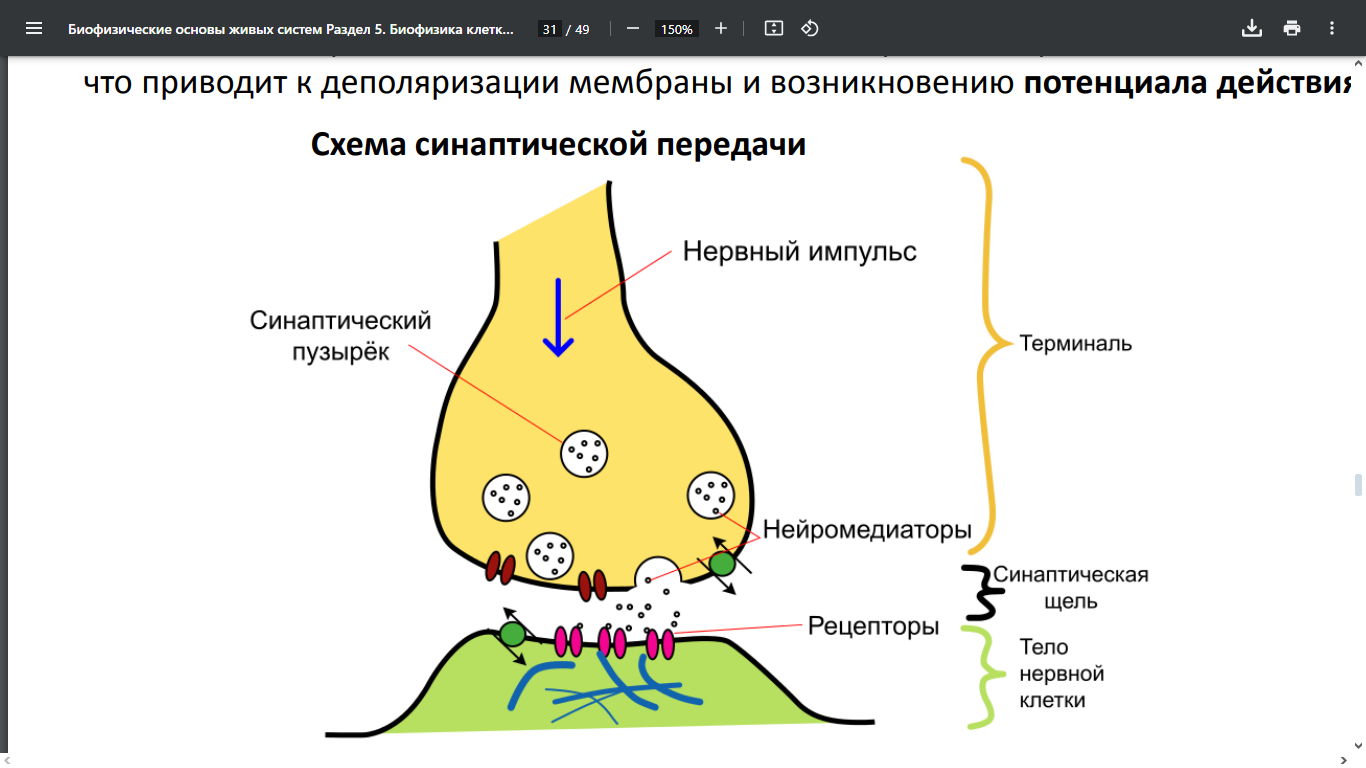 Биофизические основы живых систем Раздел 5. Биофизика клетк...
31 / 49
150%
что приводит к деполяризации мембраны и возникновению потенциала действия
Схема синаптической передачи
Нервный импульс
Синаптический
пузырёк
Терминаль
Нейромедиаторы
Синаптическая
щель
Рецепторы
Тело
нервной
клетки